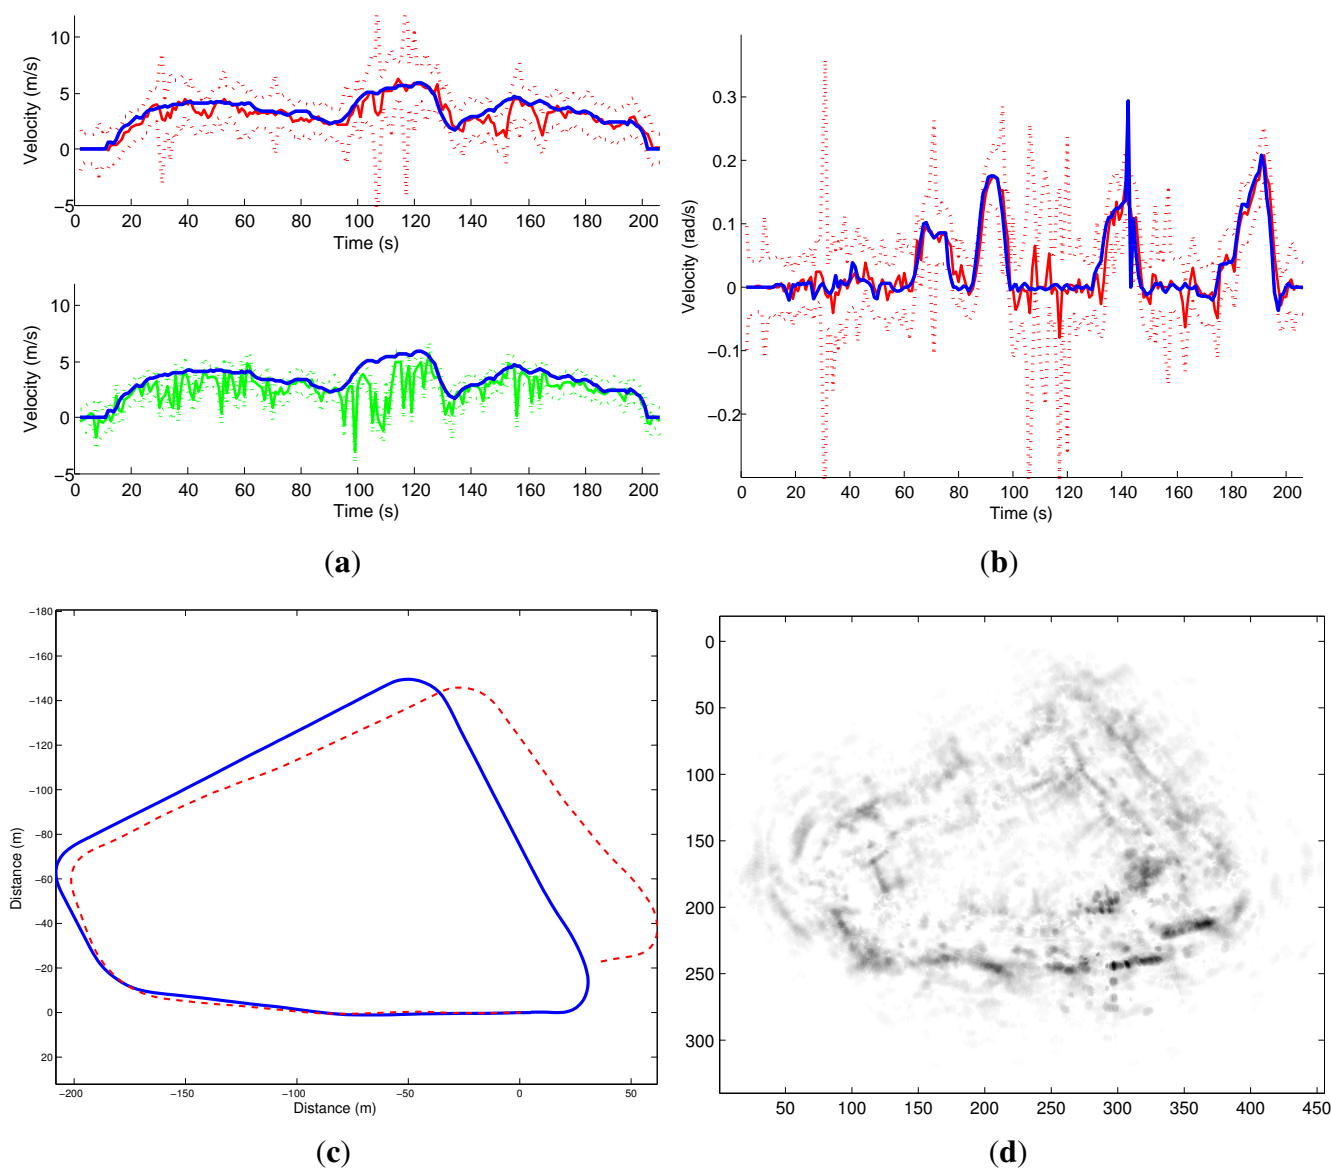 10
5
0
−5
Velocity (m/s)
0 20 40 60 80 100 120 140 160 180 200
Time (s)
10
5
0
−5
Velocity (m/s)
0 20 40 60 80 100 120 140 160 180 200
Time (s)
(a)
0.3
0.2
0.1
0
−0.1
−0.2
Velocity (rad/s)
0 20 40 60 80 100 120 140 160 180 200
Time (s)
(b)
−180
−160
−140
−120
−100
−80
−60
−40
−20
0
20
Distance (m)
−200 −150 −100 −50 0 50
Distance (m)
(c)
0
50
100
150
200
250
300
50 100 150 200 250 300 350 400 450
(d)